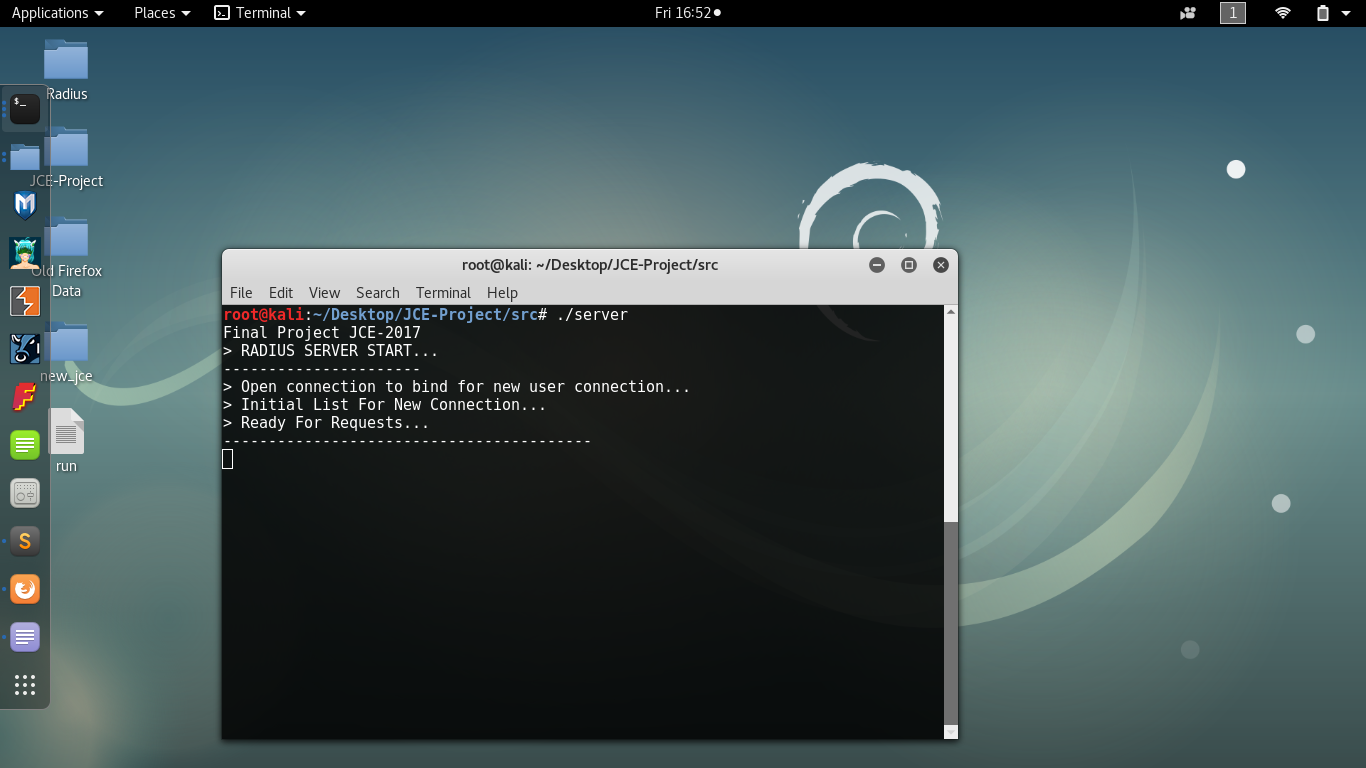 Applications Places Terminal Fri 16:52 1
Radius
JCE-Project
Old Firefox
Data
new_jce
run
$_
S
root@kali: ~/Desktop/JCE-Project/src
File Edit View Search Terminal Help
root@kali:~/Desktop/JCE-Project/src# ./server
Final Project JCE-2017
> RADIUS SERVER START...
----------------------
> Open connection to bind for new user connection...
> Initial List For New Connection...
> Ready For Requests...
-----------------------------------------